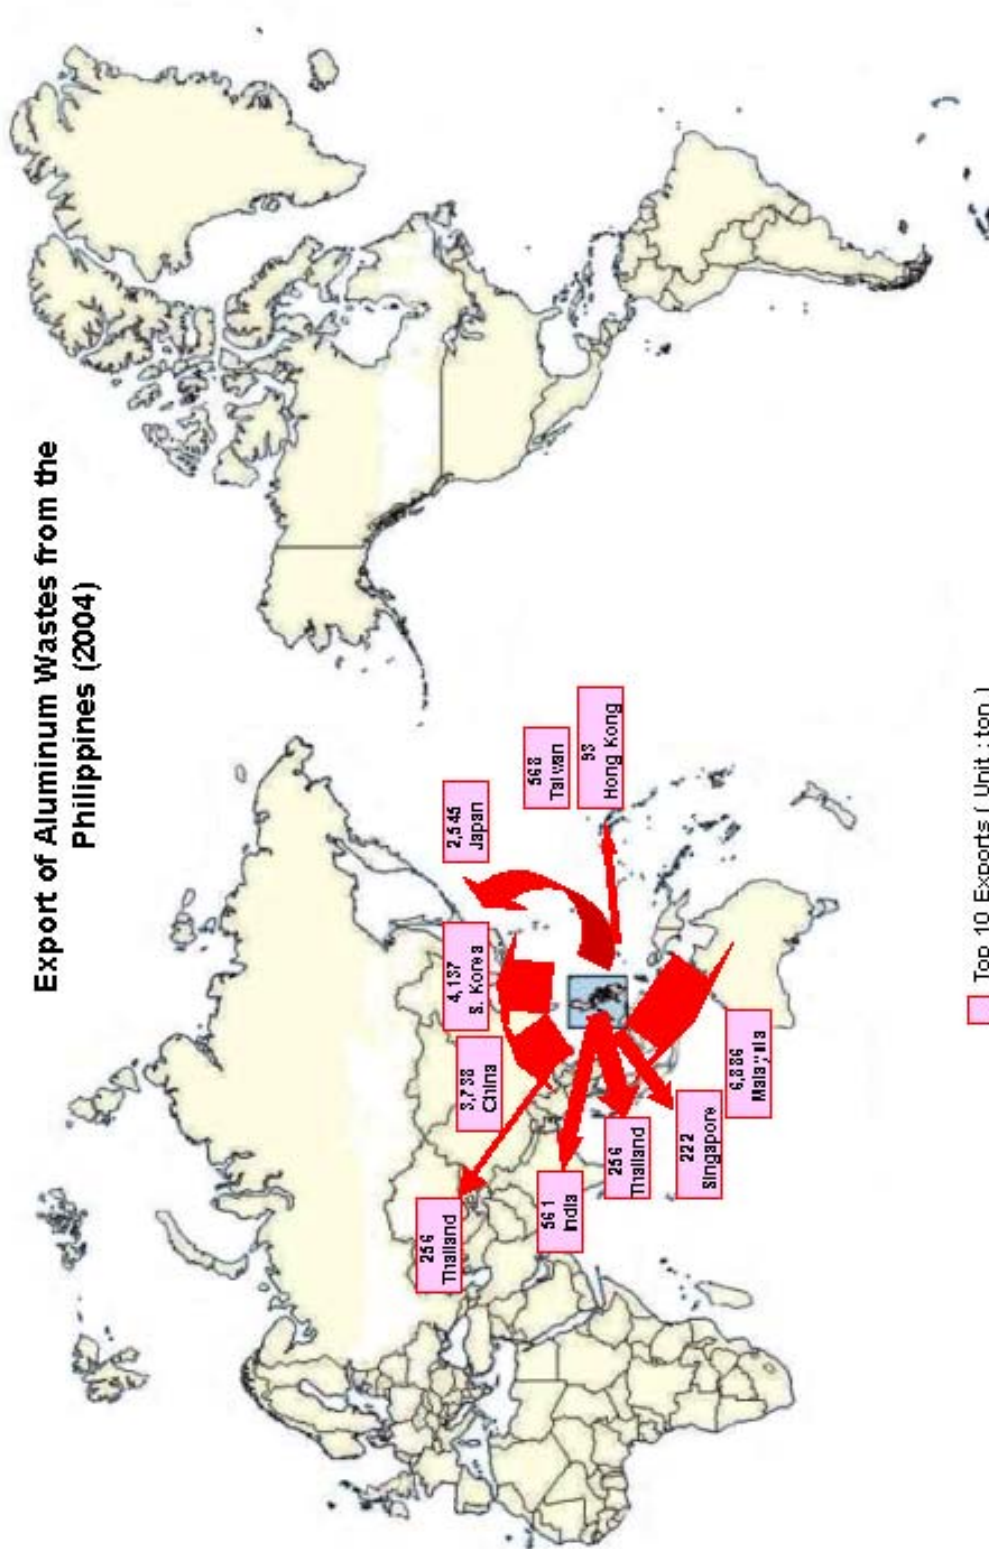 Export of Aluminum Wastes from the
Philippines (2004)
256
Thailand
3,738
China
4,137
S. Korea
2,545
Japan
561
India
568
Taiwan
93
Hong Kong
256
Thailand
222
Singapore
6,886
Malaysia
Top 10 Exports ( Unit : ton )